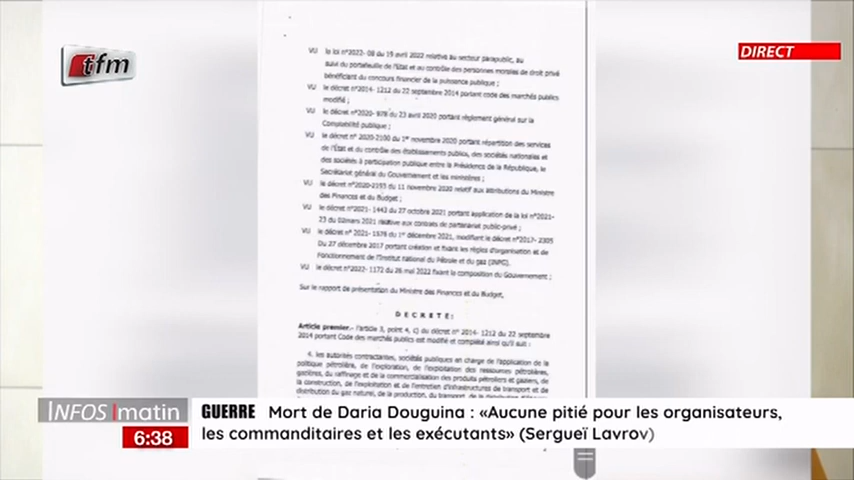 tfm
DIRECT
VU la loi n°2022- 08 du 19 avril 2022 relative au secteur parapublic, au
suivi du portefeuille de l'Etat et au contrôle des personnes morales de droit privé
bénéficiant du concours financier de la puissance publique ;
VU le décret n°2014- 1212 du 22 septembre 2014 portant code des marchés publics
modifié ;
VU le décret n°2020- 978 du 23 avril 2020 portant règlement général sur la
Comptabilité publique ;
VU le décret n° 2020-2100 du 1er novembre 2020 portant répartition des services
de l'État et du contrôle des établissements publics, des sociétés nationales et
des sociétés à participation publique entre la Présidence de la République, le
Secrétariat général du Gouvernement et les ministères ;
VU le décret n°2020-2193 du 11 novembre 2020 relatif aux attributions du Ministre
des Finances et du Budget ;
VU le décret n°2021- 1443 du 27 octobre 2021 portant application de la loi n°2021-
23 du 02mars 2021 relative aux contrats de partenariat public-privé ;
VU le décret n° 2021- 1578 du 1er décembre 2021, modifiant le décret n°2017- 2305
Du 27 décembre 2017 portant création et fixant les règles d'organisation et de
Fonctionnement de l'Institut national du Pétrole et du gaz (INPG).
VU le décret n°2022- 1172 du 26 mai 2022 fixant la composition du Gouvernement ;
Sur le rapport de présentation du Ministre des Finances et du Budget,
DECRETE:
Article premier.- l'article 3, point 4, c) du décret n° 2014- 1212 du 22 septembre
2014 portant Code des marchés publics est modifié et complété ainsi qu'il suit :
4. les autorités contractantes, sociétés publiques en charge de l'application de la
politique pétrolière, de l'exploration, de l'exploitation des ressources pétrolières,
gazières, du raffinage et de la commercialisation des produits pétroliers et gaziers, de
la construction, de l'exploitation et de l'entretien d'infrastructures de transport et de
distribution du gaz naturel, de la production, du transport, de la distribution
INFOS matin
6:38
GUERRE Mort de Daria Douguina : «Aucune pitié pour les organisateurs,
les commanditaires et les exécutants» (Sergueï Lavrov)